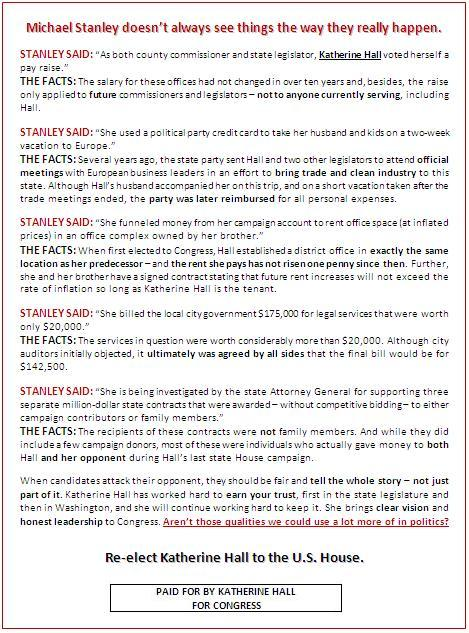 Michael Stanley doesn't always see things the way they really happen.
STANLEY SAID: "As both county commissioner and state legislator, Katherine Hall voted herself a
pay raise."
THE FACTS: The salary for these offices had not changed in over ten years and, besides, the raise
only applied to future commissioners and legislators – not to anyone currently serving, including
Hall.
STANLEY SAID: "She used a political party credit card to take her husband and kids on a two-week
vacation to Europe."
THE FACTS: Several years ago, the state party sent Hall and two other legislators to attend official
meetings with European business leaders in an effort to bring trade and clean industry to this
state. Although Hall's husband accompanied her on this trip, and on a short vacation taken after the
trade meetings ended, the party was later reimbursed for all personal expenses.
STANLEY SAID: "She funneled money from her campaign account to rent office space (at inflated
prices) in an office complex owned by her brother."
THE FACTS: When first elected to Congress, Hall established a district office in exactly the same
location as her predecessor – and the rent she pays has not risen one penny since then. Further,
she and her brother have a signed contract stating that future rent increases will not exceed the
rate of inflation so long as Katherine Hall is the tenant.
STANLEY SAID: "She billed the local city government $175,000 for legal services that were worth
only $20,000."
THE FACTS: The services in question were worth considerably more than $20,000. Although city
auditors initially objected, it ultimately was agreed by all sides that the final bill would be for
$142,500.
STANLEY SAID: "She is being investigated by the state Attorney General for supporting three
separate million-dollar state contracts that were awarded – without competitive bidding – to either
campaign contributors or family members."
THE FACTS: The recipients of these contracts were not family members. And while they did
include a few campaign donors, most of these were individuals who actually gave money to both
Hall and her opponent during Hall's last state House campaign.
When candidates attack their opponent, they should be fair and tell the whole story – not just
part of it. Katherine Hall has worked hard to earn your trust, first in the state legislature and
then in Washington, and she will continue working hard to keep it. She brings clear vision and
honest leadership to Congress. Aren't those qualities we could use a lot more of in politics?
Re-elect Katherine Hall to the U.S. House.
PAID FOR BY KATHERINE HALL
FOR CONGRESS